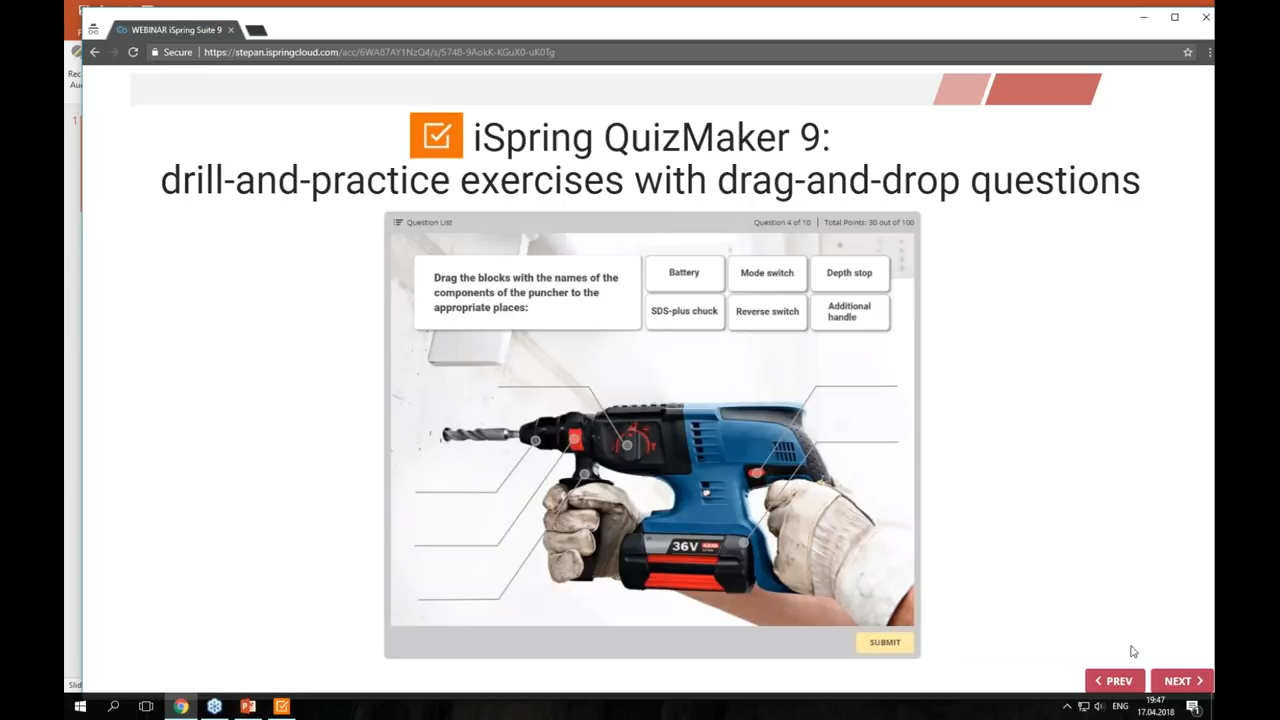 WEBINAR iSpring Suite 9
Secure
https://stepan.ispringcloud.com/acc/6WA87AY1NzQ4/s/5748-9AokK-KGuX0-uK0Tg
Rec
Au
1
iSpring QuizMaker 9:
drill-and-practice exercises with drag-and-drop questions
Question List
Question 4 of 10
Total Points: 30 out of 100
Drag the blocks with the names of the
components of the puncher to the
appropriate places:
Battery
Mode switch
Depth stop
SDS-plus chuck
Reverse switch
Additional
handle
36V
SUBMIT
PREV
NEXT
Slid
ENG
19:47
17.04.2018